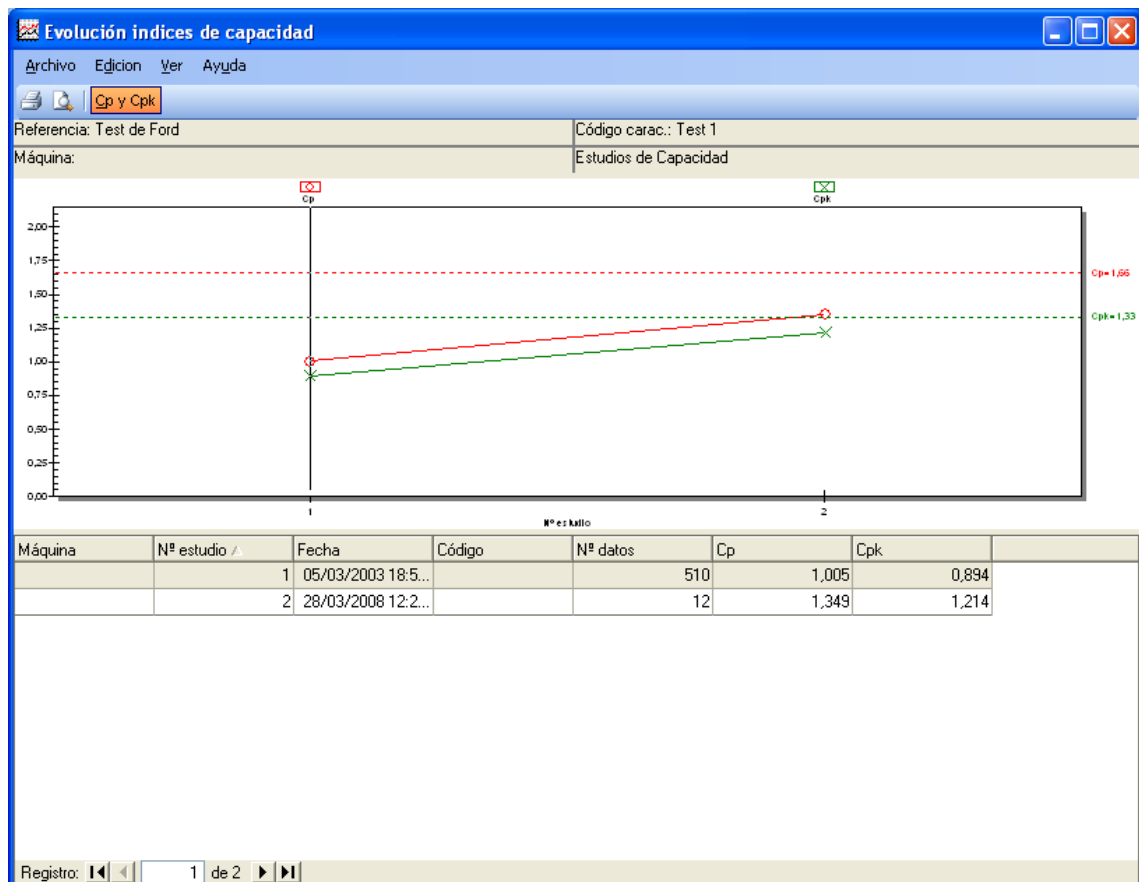 Evolución indices de capacidad
Archivo Edicion Ver Ayuda
Cp y Cpk
Referencia: Test de Ford Código carac.: Test 1
Máquina: Estudios de Capacidad
Cp Cpk
2,00
1,75
Cp=1,66
1,50
Cpk=1,33
1,25
1,00
0,75
0,50
0,25
0,00
1 2
Nº estudio
Máquina Nº estudio Fecha Código Nº datos Cp Cpk
1 05/03/2003 18:5... 510 1,005 0,894
2 28/03/2008 12:2... 12 1,349 1,214
Registro: 1 de 2